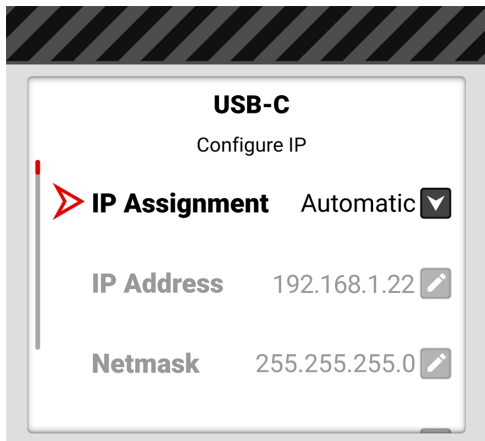 USB-C
Configure IP
IP Assignment Automatic
IP Address 192.168.1.22
Netmask 255.255.255.0